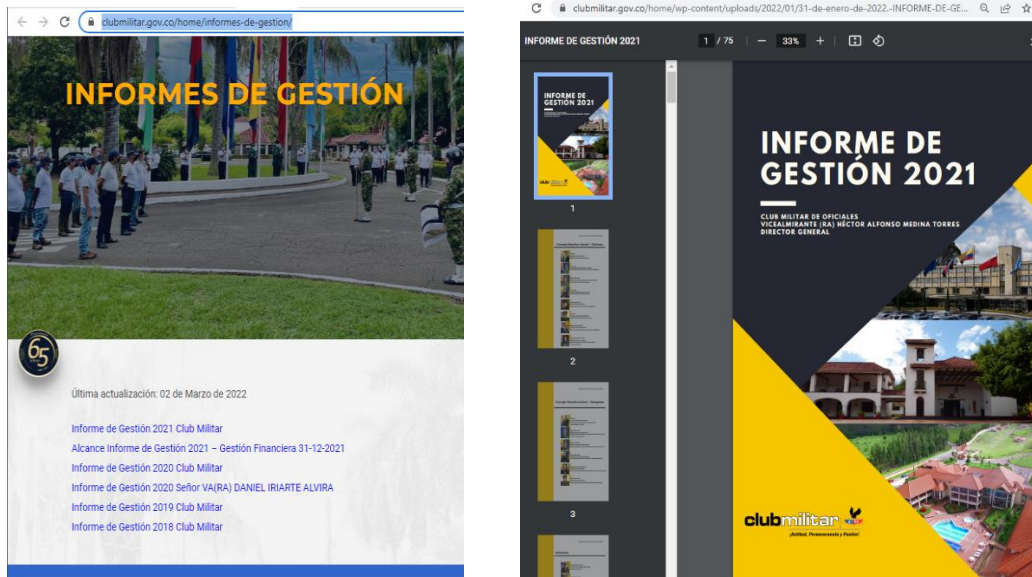 clubmilitar.gov.co/home/informes-de-gestion/
INFORMES DE GESTIÓN
65
Última actualización: 02 de Marzo de 2022
Informe de Gestión 2021 Club Militar
Alcance Informe de Gestión 2021 – Gestión Financiera 31-12-2021
Informe de Gestión 2020 Club Militar
Informe de Gestión 2020 Señor VA(RA) DANIEL IRIARTE ALVIRA
Informe de Gestión 2019 Club Militar
Informe de Gestión 2018 Club Militar
clubmilitar.gov.co/home/wp-content/uploads/2022/01/31-de-enero-de-2022.-INFORME-DE-GE...
INFORME DE GESTIÓN 2021
1 / 75
33%
INFORME DE
GESTIÓN 2021
1
2
3
INFORME DE
GESTIÓN 2021
CLUB MILITAR DE OFICIALES
VICEALMIRANTE (RA) HÉCTOR ALFONSO MEDINA TORRES
DIRECTOR GENERAL
clubmilitar
¡Actitud, Perseverancia y Pasión!